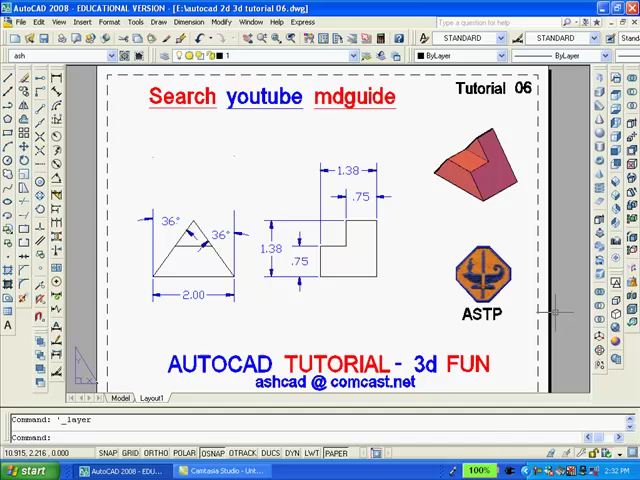 AutoCAD 2008 - EDUCATIONAL VERSION - [E:\autocad 2d 3d tutorial 06.dwg]
File Edit View Insert Format Tools Draw Dimension Modify Window Help Express
Type a question for help
STANDARD STANDARD Standa
ash 1 ByLayer ByLayer
Search youtube mdguide
Tutorial 06
1.38
.75
36°
36°
1.38
.75
2.00
ASTP
AUTOCAD TUTORIAL - 3d FUN
ashcad @ comcast.net
Model Layout1
Command: '_layer
Command:
10.915, 2.216, 0.000 SNAP GRID ORTHO POLAR OSNAP OTRACK DUCS DYN LWT PAPER
start AutoCAD 2008 - EDU... Camtasia Studio - Unt... 100% 2:32 PM